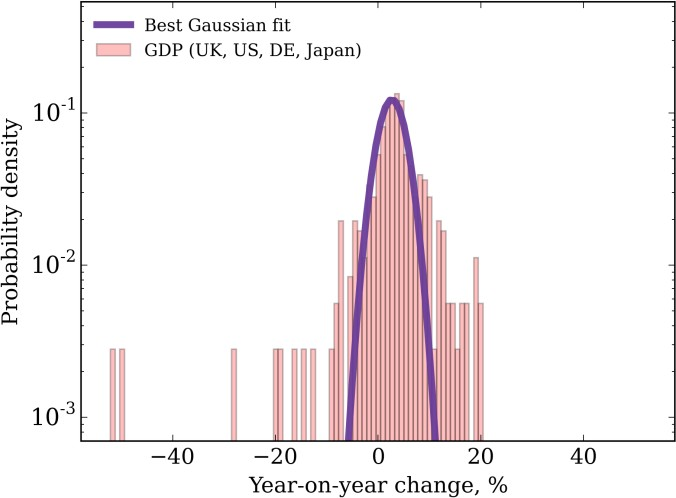 Best Gaussian fit
GDP (UK, US, DE, Japan)
Probability density
10⁻¹
10⁻²
10⁻³
−40 −20 0 20 40
Year-on-year change, %